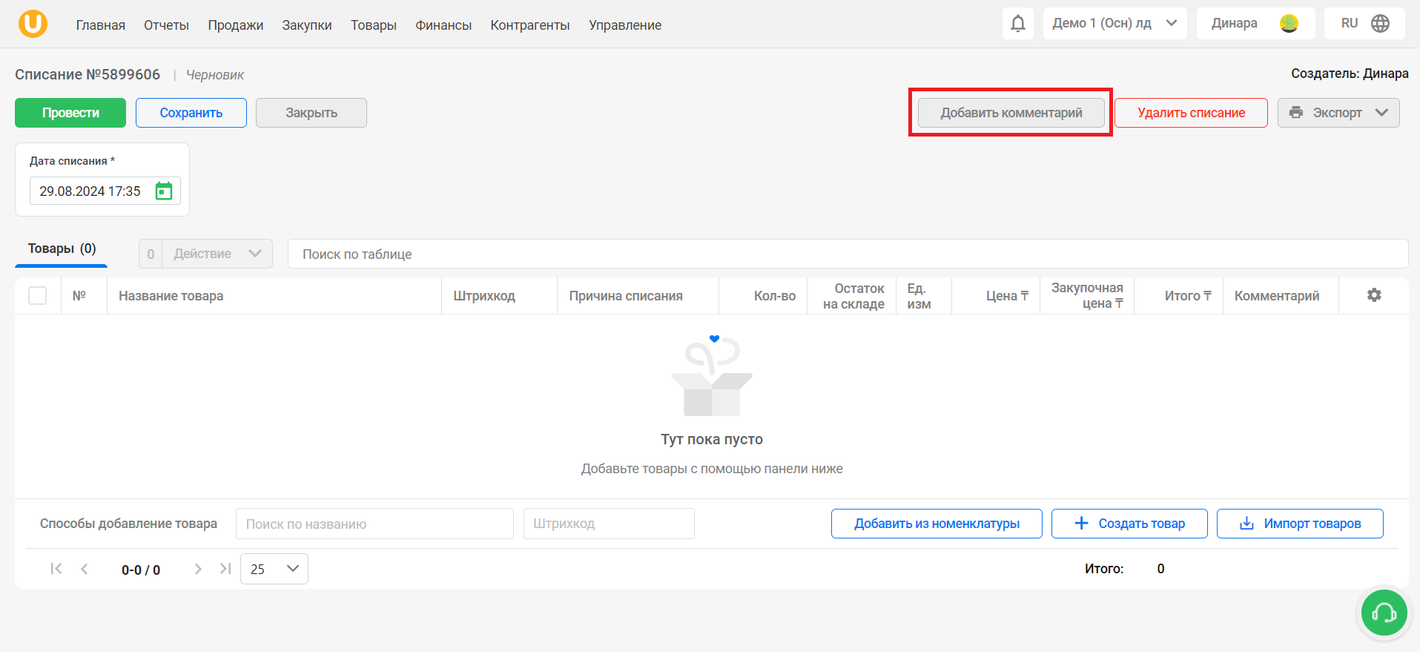 U
Главная Отчеты Продажи Закупки Товары Финансы Контрагенты Управление Демо 1 (Осн) лд Динара RU
Списание №5899606 | Черновик Создатель: Динара
Провести Сохранить Закрыть Добавить комментарий Удалить списание Экспорт
Дата списания *
29.08.2024 17:35
Товары (0) 0 Действие Поиск по таблице
№ Название товара Штрихкод Причина списания Кол-во Остаток на складе Ед. изм Цена ₸ Закупочная цена ₸ Итого ₸ Комментарий
Тут пока пусто
Добавьте товары с помощью панели ниже
Способы добавление товара Поиск по названию Штрихкод Добавить из номенклатуры + Создать товар Импорт товаров
0-0 / 0 25 Итого: 0